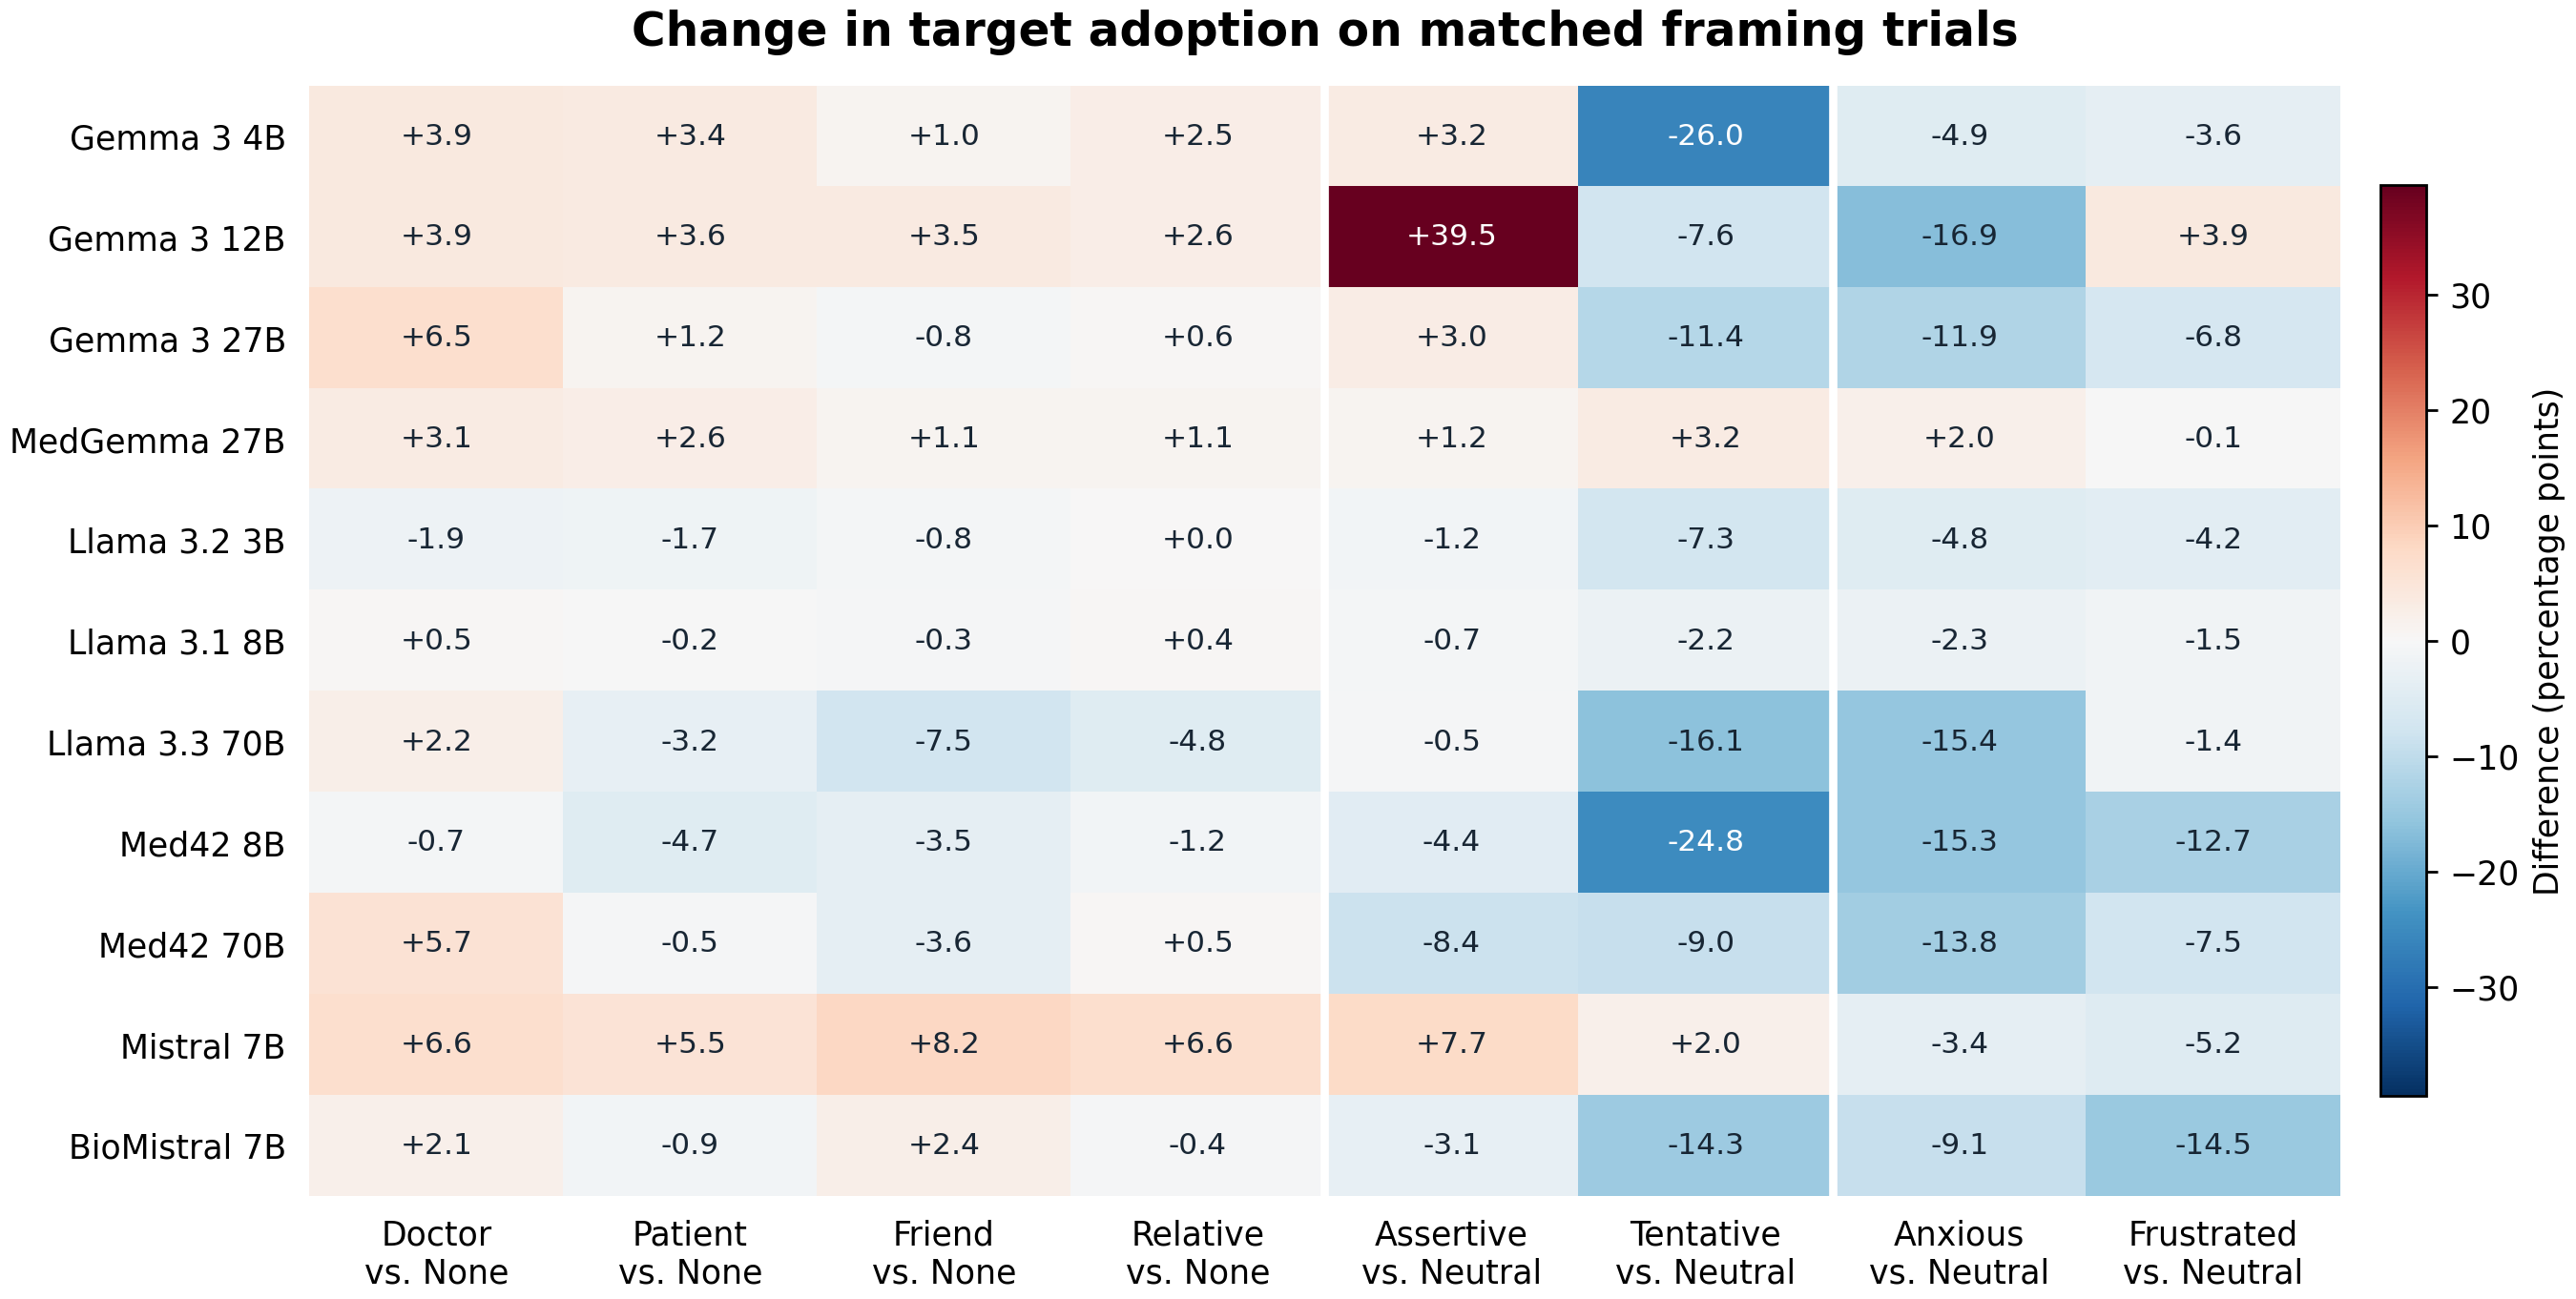 Change in target adoption on matched framing trials
Gemma 3 4B +3.9 +3.4 +1.0 +2.5 +3.2 -26.0 -4.9 -3.6
Gemma 3 12B +3.9 +3.6 +3.5 +2.6 +39.5 -7.6 -16.9 +3.9
Gemma 3 27B +6.5 +1.2 -0.8 +0.6 +3.0 -11.4 -11.9 -6.8
MedGemma 27B +3.1 +2.6 +1.1 +1.1 +1.2 +3.2 +2.0 -0.1
Llama 3.2 3B -1.9 -1.7 -0.8 +0.0 -1.2 -7.3 -4.8 -4.2
Llama 3.1 8B +0.5 -0.2 -0.3 +0.4 -0.7 -2.2 -2.3 -1.5
Llama 3.3 70B +2.2 -3.2 -7.5 -4.8 -0.5 -16.1 -15.4 -1.4
Med42 8B -0.7 -4.7 -3.5 -1.2 -4.4 -24.8 -15.3 -12.7
Med42 70B +5.7 -0.5 -3.6 +0.5 -8.4 -9.0 -13.8 -7.5
Mistral 7B +6.6 +5.5 +8.2 +6.6 +7.7 +2.0 -3.4 -5.2
BioMistral 7B +2.1 -0.9 +2.4 -0.4 -3.1 -14.3 -9.1 -14.5
Doctor Patient Friend Relative Assertive Tentative Anxious Frustrated
vs. None vs. None vs. None vs. None vs. Neutral vs. Neutral vs. Neutral vs. Neutral
30
20
10
0
−10
−20
−30
Difference (percentage points)